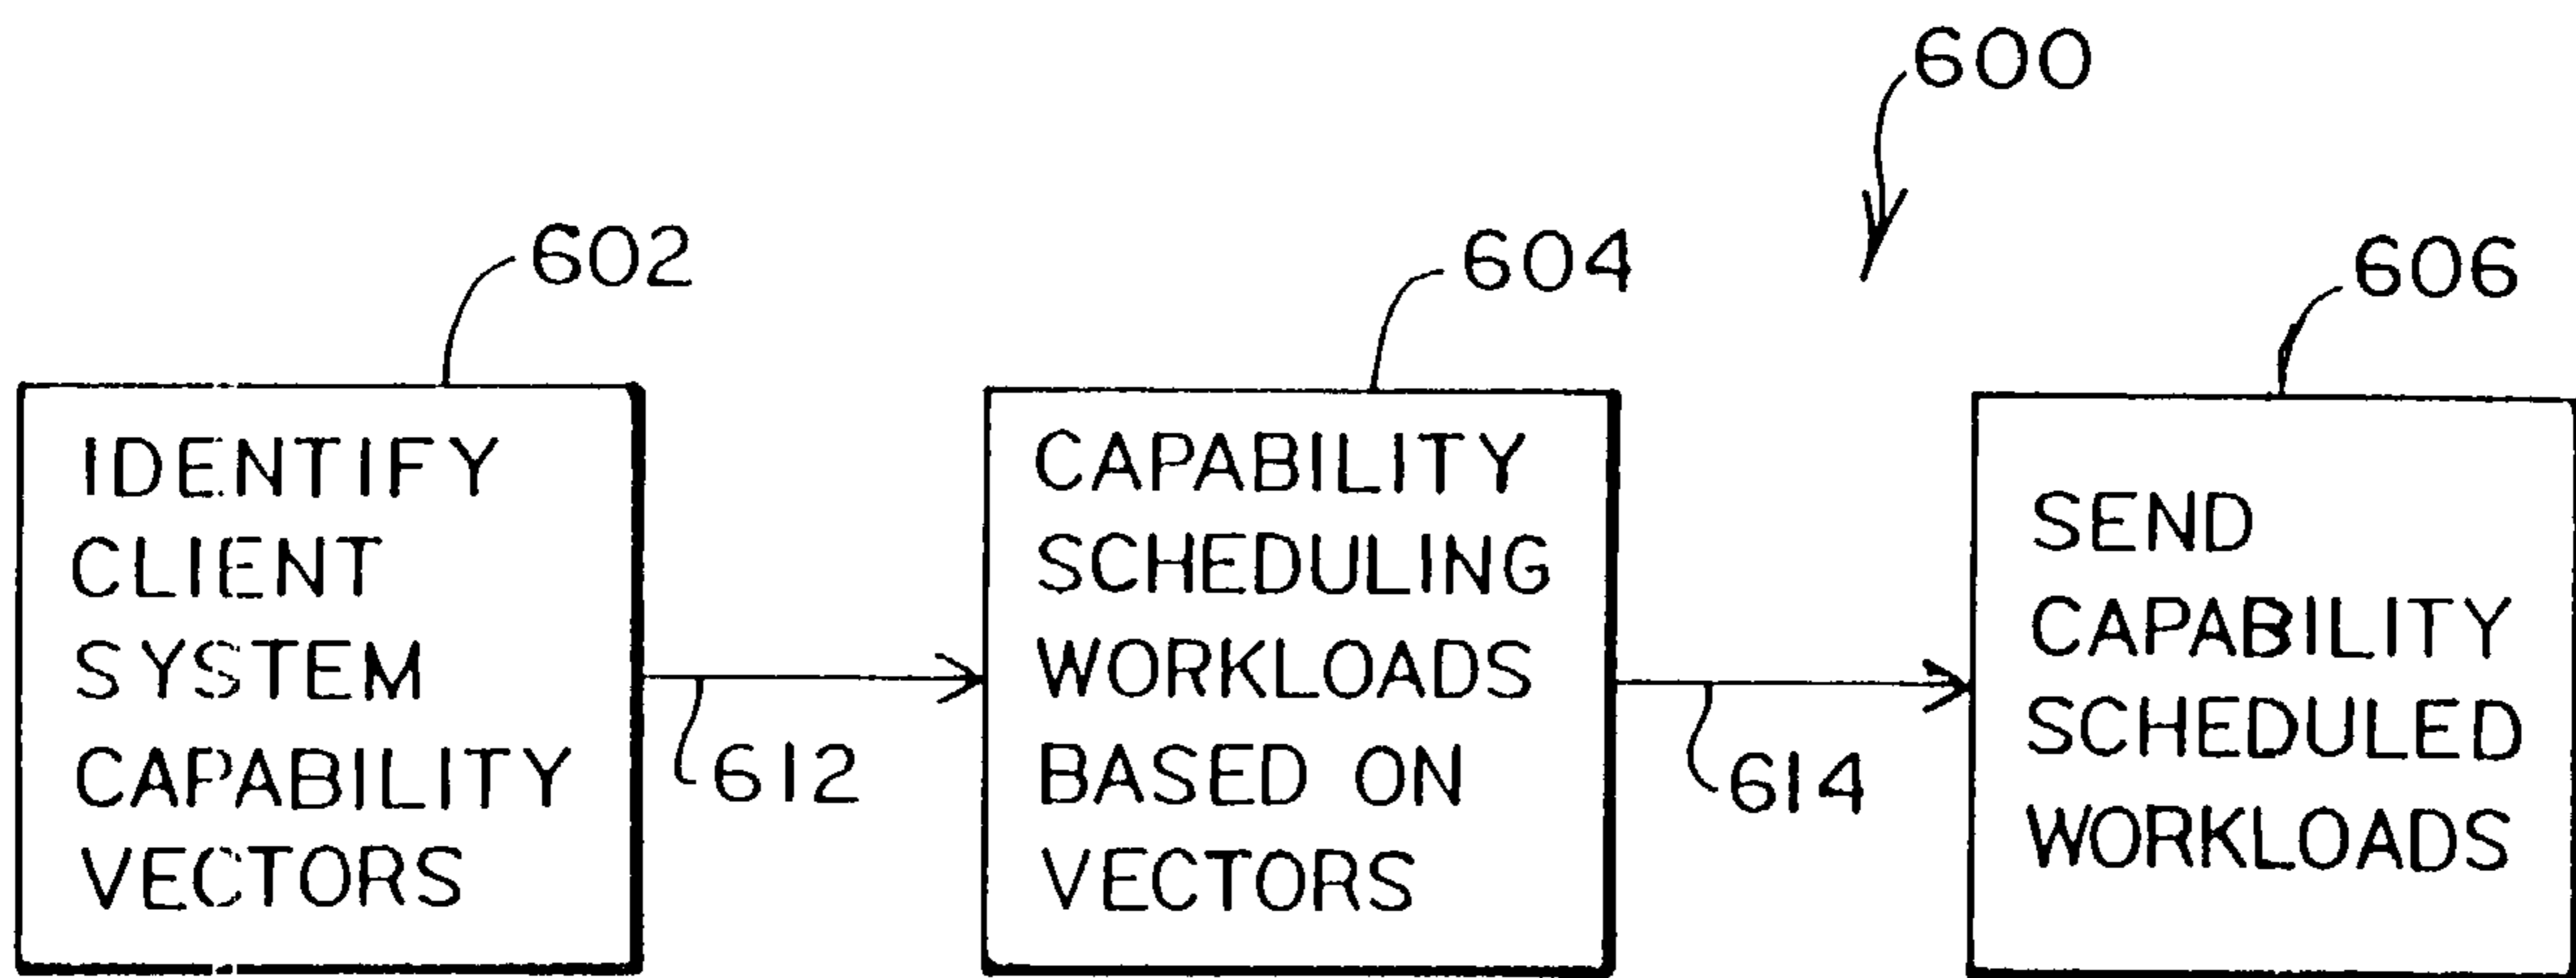 600
602
604
606
IDENTIFY
CLIENT
SYSTEM
CAPABILITY
VECTORS
612
CAPABILITY
SCHEDULING
WORKLOADS
BASED ON
VECTORS
614
SEND
CAPABILITY
SCHEDULED
WORKLOADS